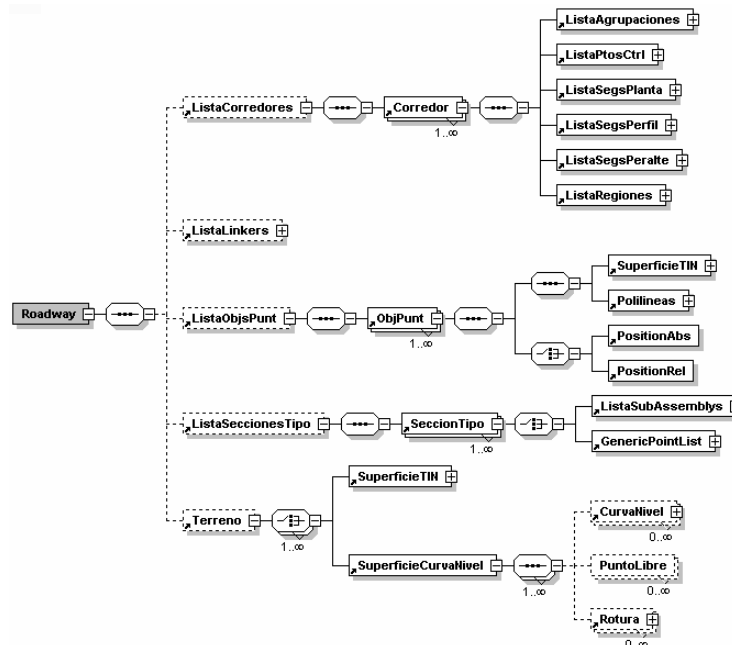 ListaAgrupaciones
ListaPtosCtrl
ListaCorredores
Corredor
1..∞
ListaSegsPlanta
ListaSegsPerfil
ListaSegsPeralte
ListaRegiones
ListaLinkers
Roadway
ListaObjsPunt
ObjPunt
1..∞
SuperficieTIN
Polilineas
PositionAbs
PositionRel
ListaSeccionesTipo
SeccionTipo
1..∞
ListaSubAssemblys
GenericPointList
Terreno
1..∞
SuperficieTIN
SuperficieCurvaNivel
1..∞
CurvaNivel
0..∞
PuntoLibre
0..∞
Rotura
0..∞